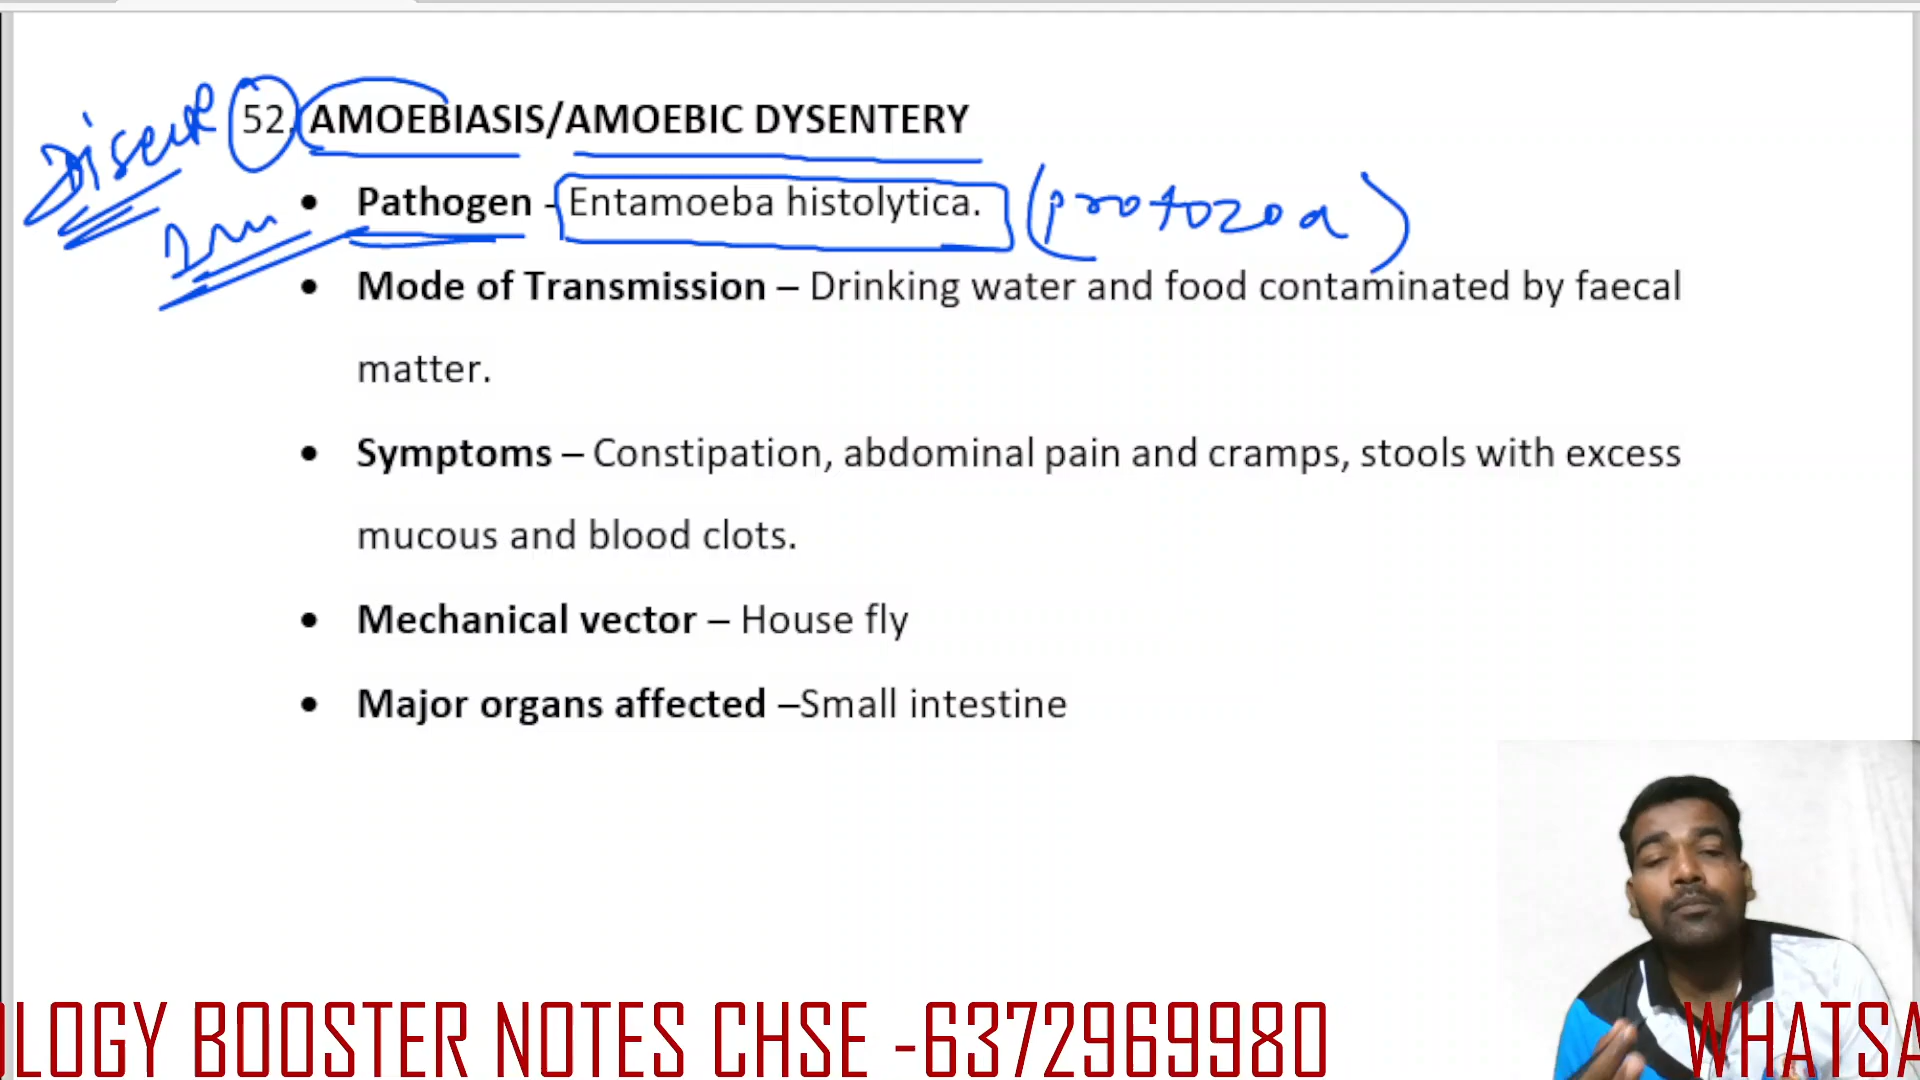 Disease 52. AMOEBIASIS/AMOEBIC DYSENTERY
• Pathogen - Entamoeba histolytica. (protozoa)
• Mode of Transmission – Drinking water and food contaminated by faecal
matter.
• Symptoms – Constipation, abdominal pain and cramps, stools with excess
mucous and blood clots.
• Mechanical vector – House fly
• Major organs affected –Small intestine
OLOGY BOOSTER NOTES CHSE -6372969980 WHATSA